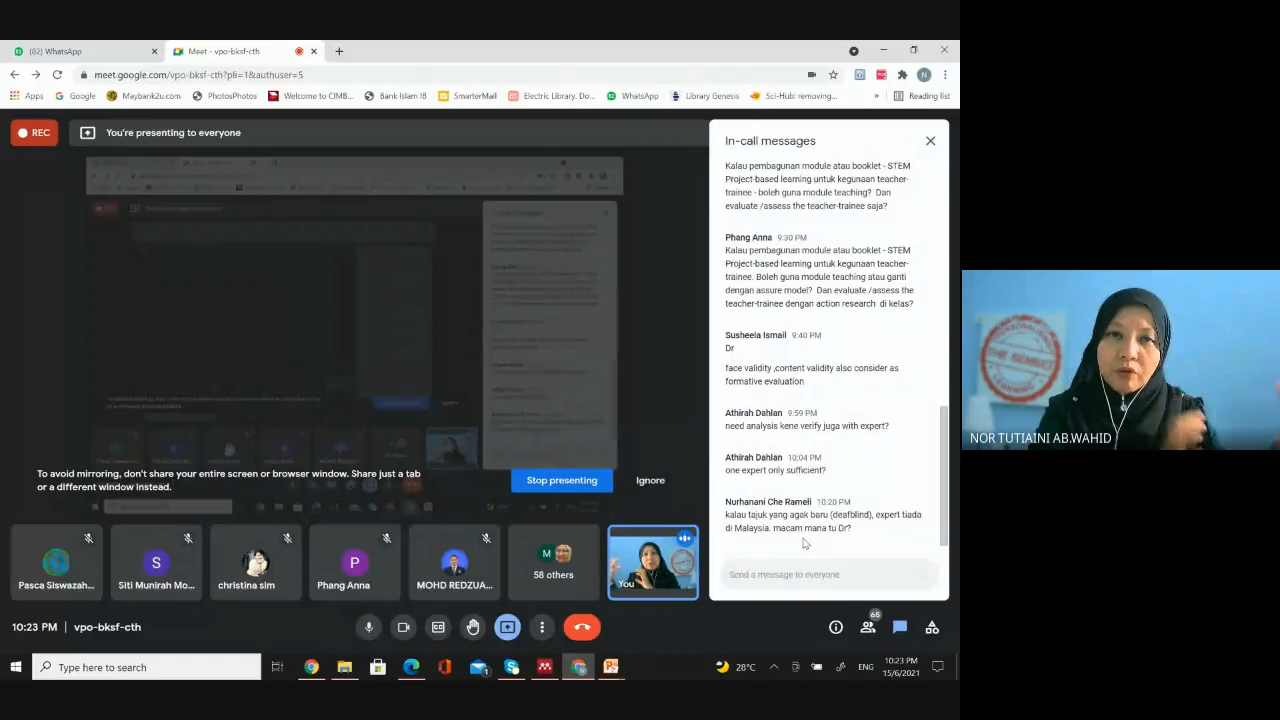 (82) WhatsApp
Meet - vpo-bksf-cth
meet.google.com/vpo-bksf-cth?pli=1&authuser=5
Apps
Google
Maybank2u.com
PhotosPhotos
Welcome to CIMB...
Bank Islam IB
SmarterMail
Electric Library, Do...
WhatsApp
Library Genesis
Sci-Hub: removing...
»
Reading list
REC
You're presenting to everyone
In-call messages
Kalau pembagunan module atau booklet - STEM
Project-based learning untuk kegunaan teacher-
trainee - boleh guna module teaching? Dan
evaluate /assess the teacher-trainee saja?
Phang Anna 9:30 PM
Kalau pembagunan module atau booklet - STEM
Project-based learning untuk kegunaan teacher-
trainee. Boleh guna module teaching atau ganti
dengan assure model? Dan evaluate /assess the
teacher-trainee dengan action research di kelas?
Susheela Ismail 9:40 PM
Dr
face validity ,content validity also consider as
formative evaluation
Athirah Dahlan 9:59 PM
need analysis kene verify juga with expert?
Athirah Dahlan 10:04 PM
one expert only sufficient?
Nurhanani Che Rameli 10:20 PM
kalau tajuk yang agak baru (deafblind), expert tiada
di Malaysia. macam mana tu Dr?
Send a message to everyone
To avoid mirroring, don't share your entire screen or browser window. Share just a tab
or a different window instead.
Stop presenting
Ignore
Pasca Siswazah...
S
Siti Munirah Mo...
christina sim
P
Phang Anna
MOHD REDZUA...
M
58 others
You
10:23 PM | vpo-bksf-cth
65
Type here to search
28°C
ENG
10:23 PM
15/6/2021
THE
LEARNING
NOR TUTIAINI AB.WAHID